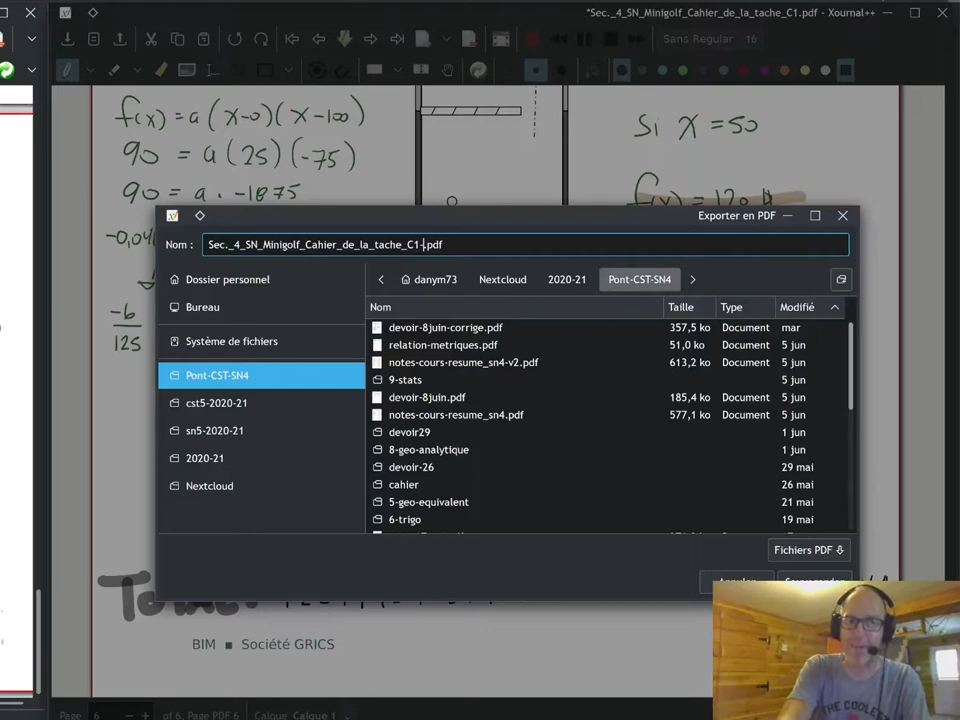 *Sec._4_SN_Minigolf_Cahier_de_la_tache_C1.pdf - Xournal++
Sans Regular 16
f(x) = a (x-0)(x-100)
90 = a (25)(-75)
90 = a . -1875
-6
125
Si x = 50
Exporter en PDF
Nom : Sec._4_SN_Minigolf_Cahier_de_la_tache_C1-.pdf
Dossier personnel
Bureau
Système de fichiers
Pont-CST-SN4
cst5-2020-21
sn5-2020-21
2020-21
Nextcloud
danym73 Nextcloud 2020-21 Pont-CST-SN4
Nom Taille Type Modifié
devoir-8juin-corrige.pdf 357,5 ko Document mar
relation-metriques.pdf 51,0 ko Document 5 jun
notes-cours-resume_sn4-v2.pdf 613,2 ko Document 5 jun
9-stats 5 jun
devoir-8juin.pdf 185,4 ko Document 5 jun
notes-cours-resume_sn4.pdf 577,1 ko Document 5 jun
devoir29 1 jun
8-geo-analytique 1 jun
devoir-26 29 mai
cahier 26 mai
5-geo-equivalent 21 mai
6-trigo 19 mai
Fichiers PDF
Annuler Sauvegarder
BIM ■ Société GRICS
THE COOLEST
Page 6 of 6, PDF 6 Calque Calque 1